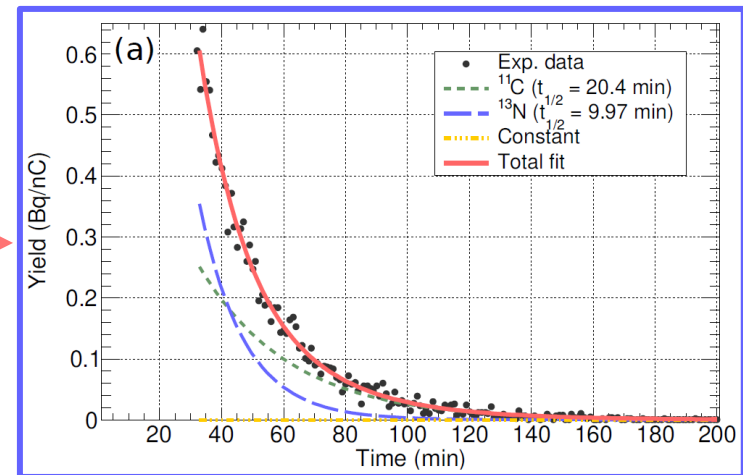 (a)
Exp. data
¹¹C (t₁/₂ = 20.4 min)
¹³N (t₁/₂ = 9.97 min)
Constant
Total fit
Yield (Bq/nC)
0.6
0.5
0.4
0.3
0.2
0.1
0
20 40 60 80 100 120 140 160 180 200
Time (min)